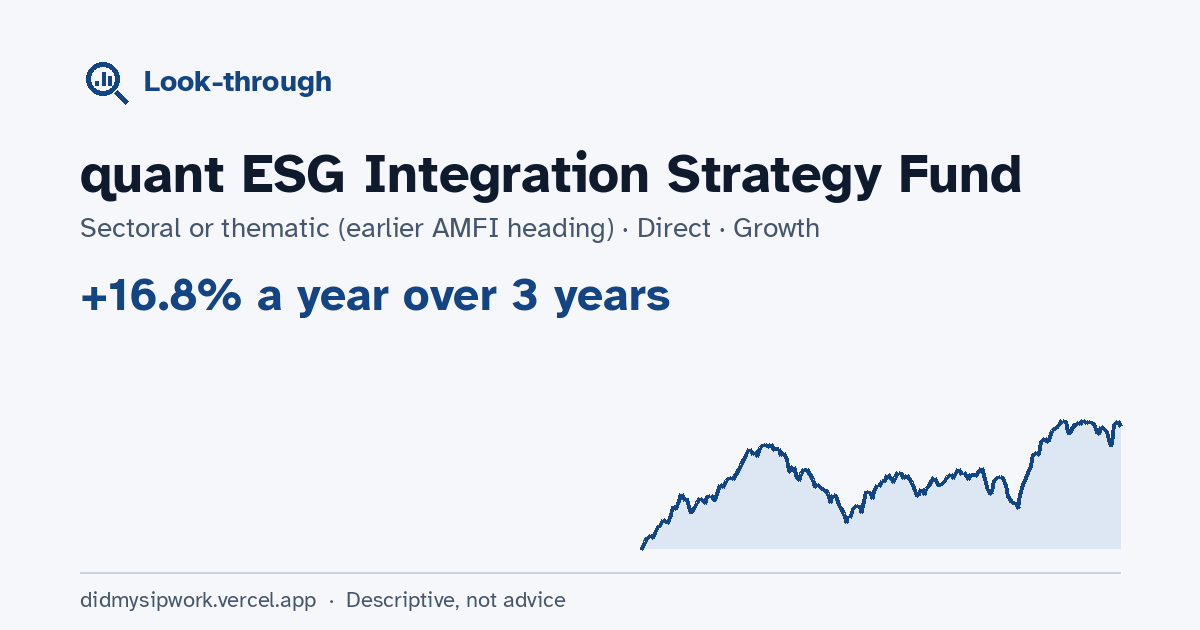 Look-through
quant ESG Integration Strategy Fund
Sectoral or thematic (earlier AMFI heading) · Direct · Growth
+16.8% a year over 3 years
didmysipwork.vercel.app · Descriptive, not advice